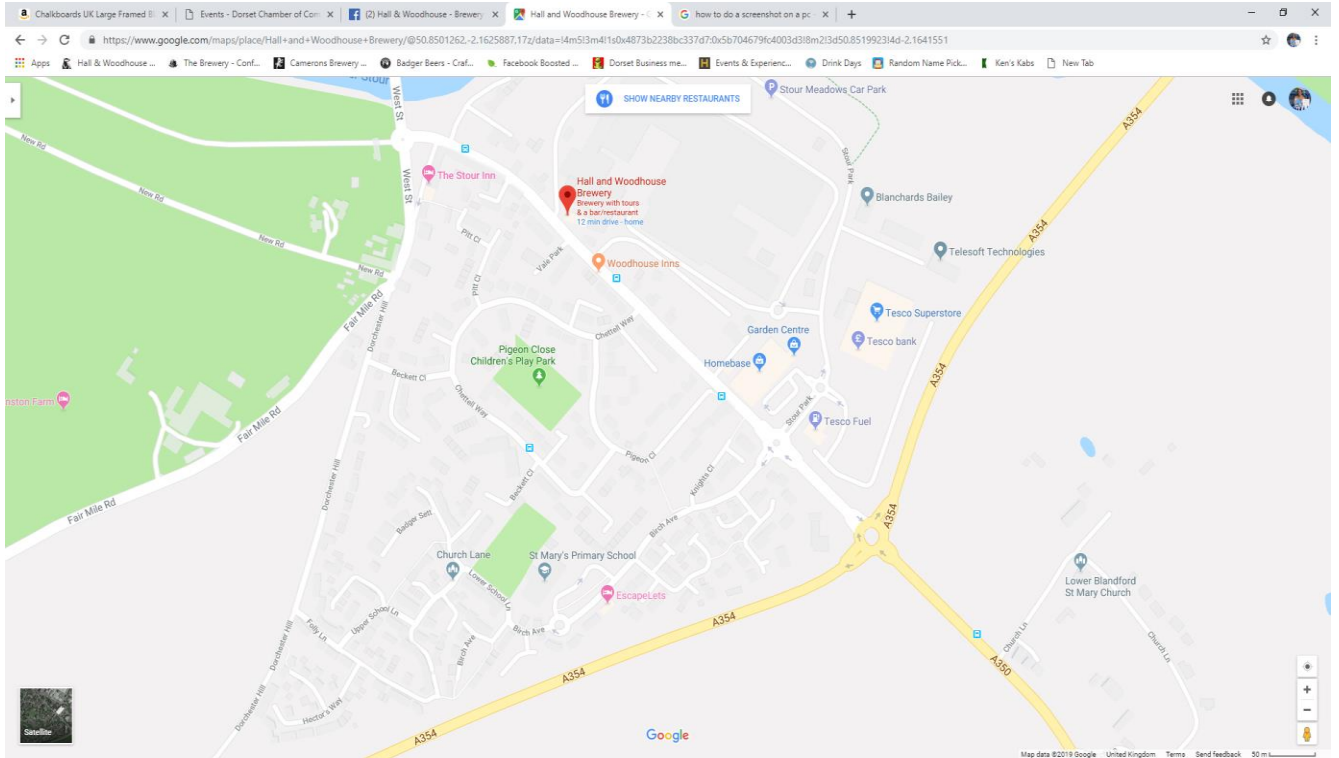 Chalkboards UK Large Framed Bl
Events - Dorset Chamber of Com
(2) Hall & Woodhouse - Brewery
Hall and Woodhouse Brewery - G
how to do a screenshot on a pc -
https://www.google.com/maps/place/Hall+and+Woodhouse+Brewery/@50.8501262,-2.1625887,17z/data=!4m5!3m4!1s0x4873b2238bc337d7:0x5b704679fc4003d3!8m2!3d50.8519923!4d-2.1641551
Apps
Hall & Woodhouse ...
The Brewery - Conf...
Camerons Brewery ...
Badger Beers - Craf...
Facebook Boosted ...
Dorset Business me...
Events & Experienc...
Drink Days
Random Name Pick...
Ken's Kabs
New Tab
SHOW NEARBY RESTAURANTS
Stour Meadows Car Park
West St
A354
New Rd
The Stour Inn
West St
Stour Park
Hall and Woodhouse
Brewery
Brewery with tours
& a bar/restaurant
12 min drive - home
Blanchards Bailey
New Rd
New Rd
New Rd
Pitt Cl
Vale Park
Woodhouse Inns
A354
Telesoft Technologies
Pitt Cl
Fair Mile Rd
Dorchester Hill
Chettell Way
Tesco Superstore
Garden Centre
Tesco bank
Pigeon Close
Children's Play Park
Homebase
Beckett Cl
A354
Chettell Way
nston Farm
Fair Mile Rd
Stour Park
Tesco Fuel
Pigeon Cl
Dorchester Hill
Beckett Cl
Knights Cl
Fair Mile Rd
A354
Badger Sett
Birch Ave
Church Lane
St Mary's Primary School
Lower School Ln
EscapeLets
Lower Blandford
St Mary Church
Upper School Ln
Folly Ln
Birch Ave
A354
Dorchester Hill
Birch Ave
Church Ln
Church Ln
A350
A354
Hector's Way
Dorchester Hill
A354
Satellite
Google
Map data ©2019 Google
United Kingdom
Terms
Send feedback
50 m